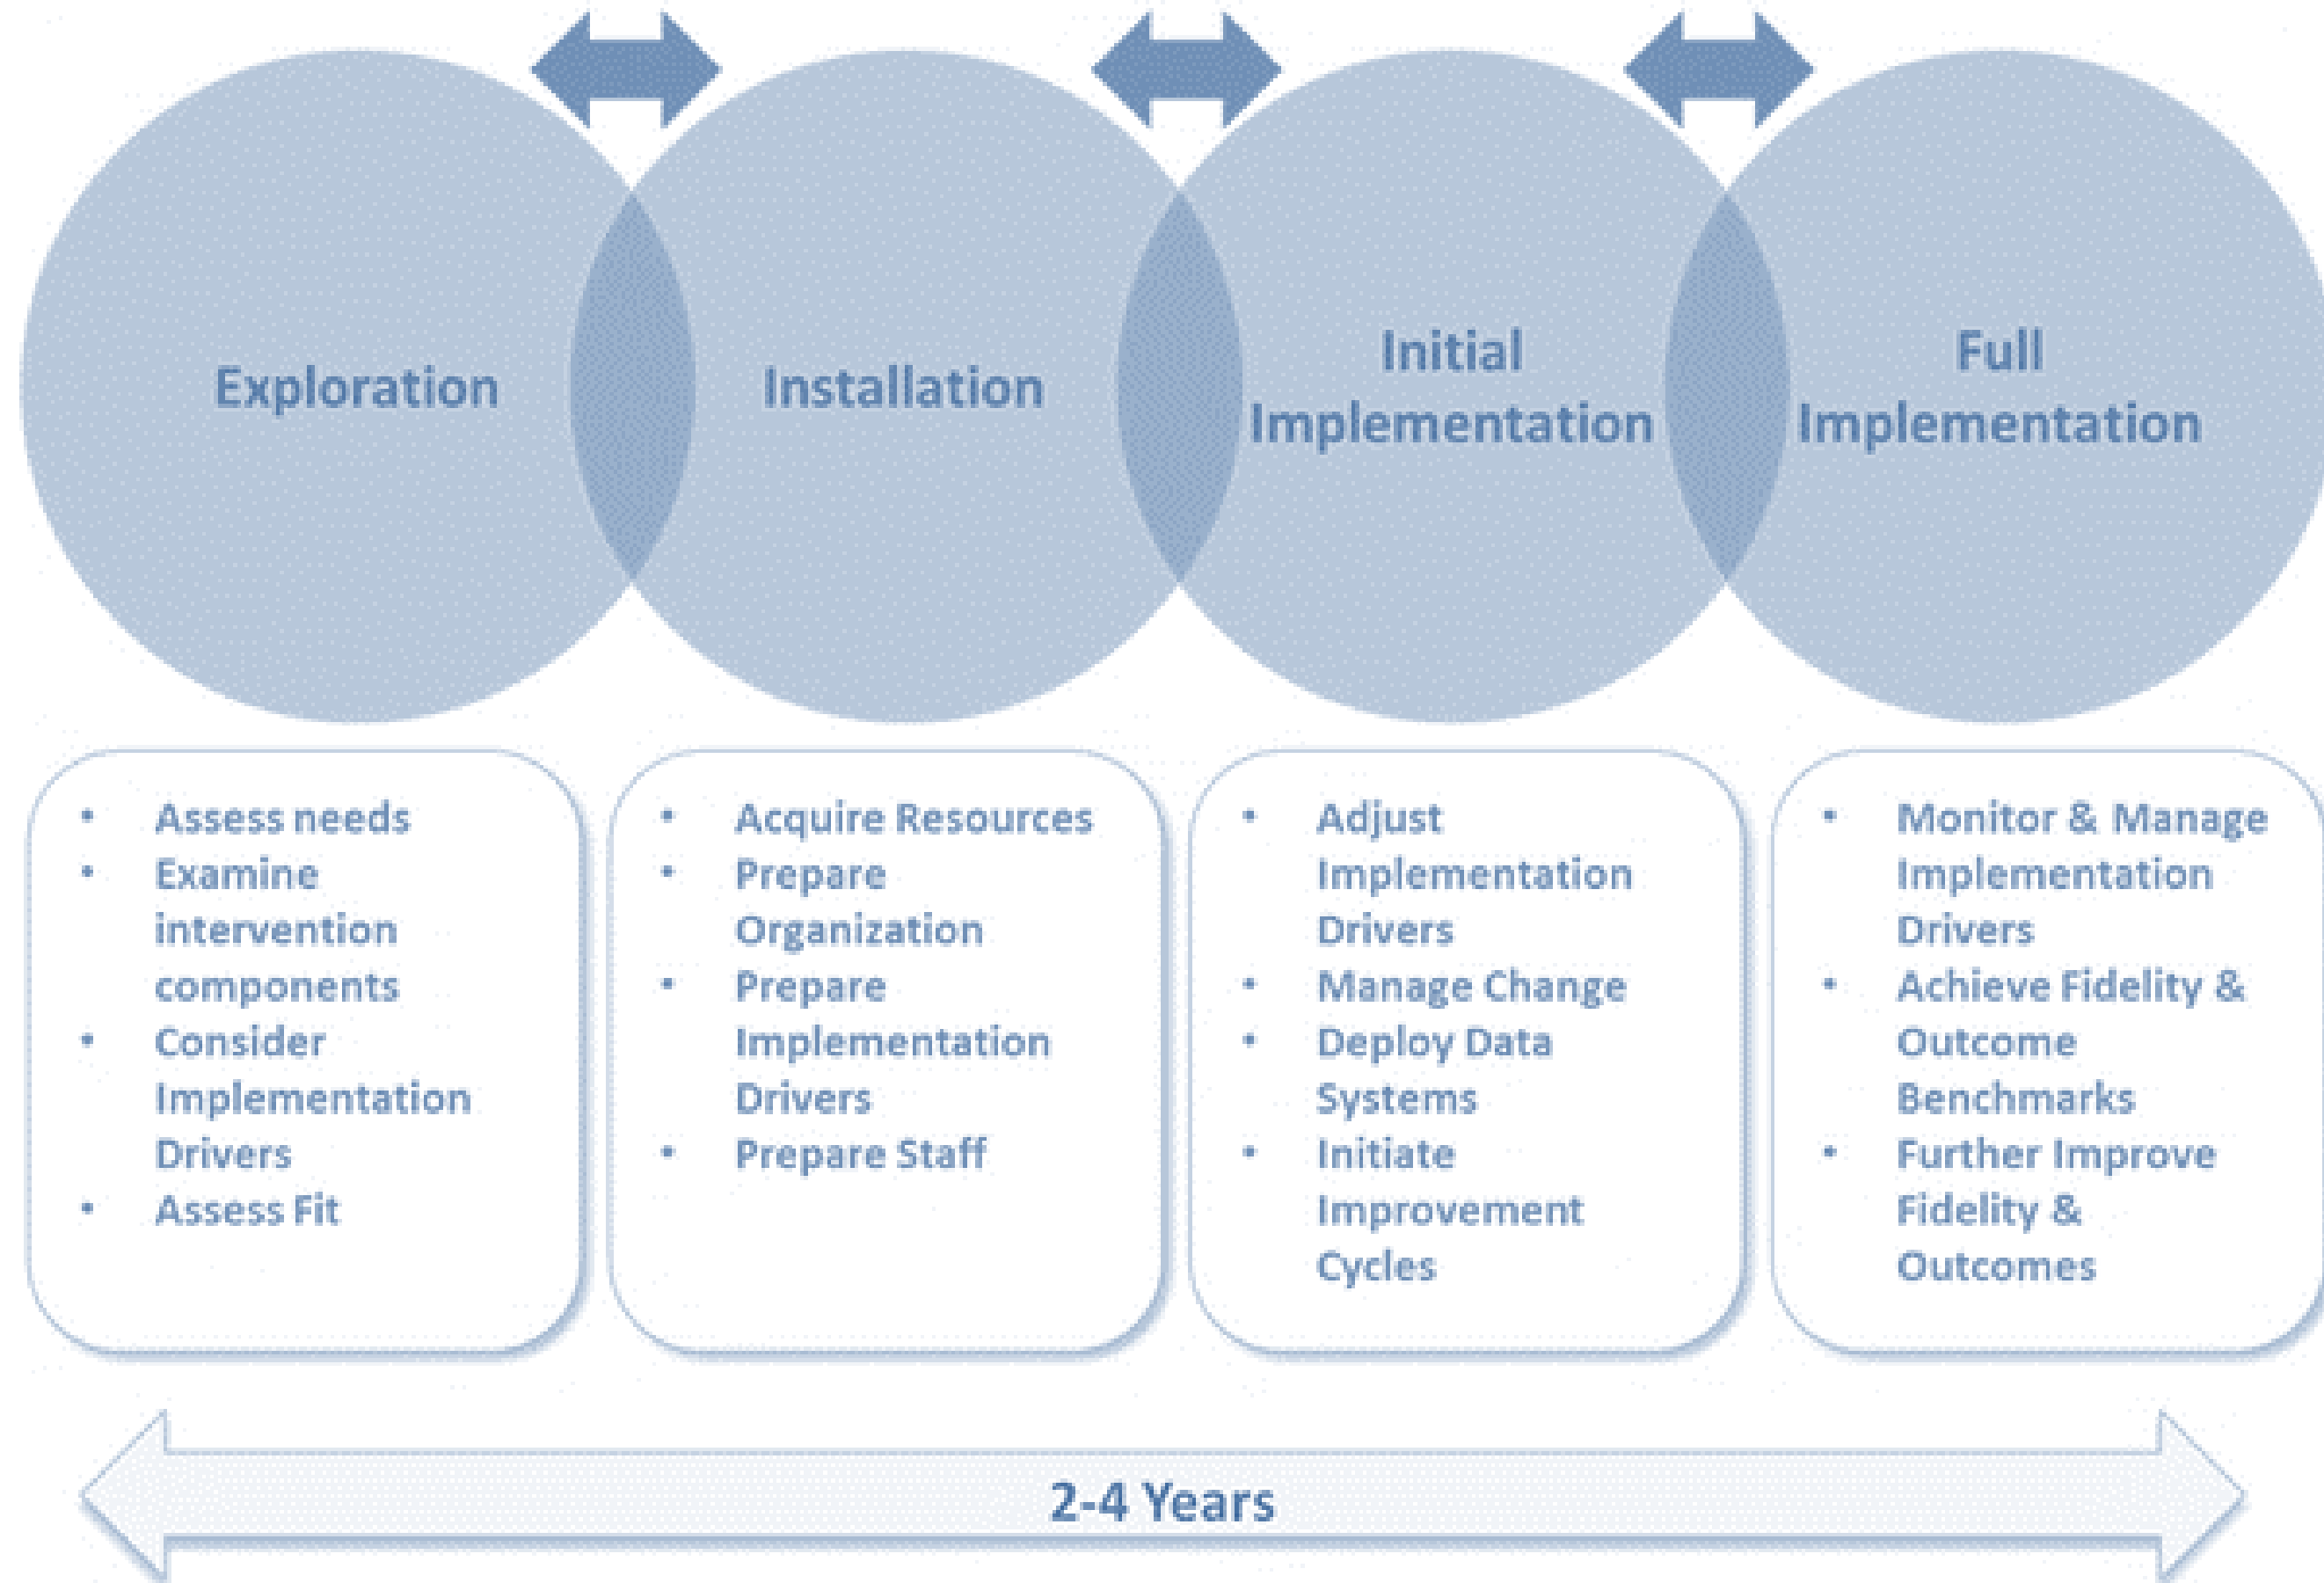 Exploration
Installation
Initial
Implementation
Full
Implementation
• Assess needs
• Examine
intervention
components
• Consider
Implementation
Drivers
• Assess Fit
• Acquire Resources
• Prepare
Organization
• Prepare
Implementation
Drivers
• Prepare Staff
• Adjust
Implementation
Drivers
• Manage Change
• Deploy Data
Systems
• Initiate
Improvement
Cycles
• Monitor & Manage
Implementation
Drivers
• Achieve Fidelity &
Outcome
Benchmarks
• Further Improve
Fidelity &
Outcomes
2-4 Years